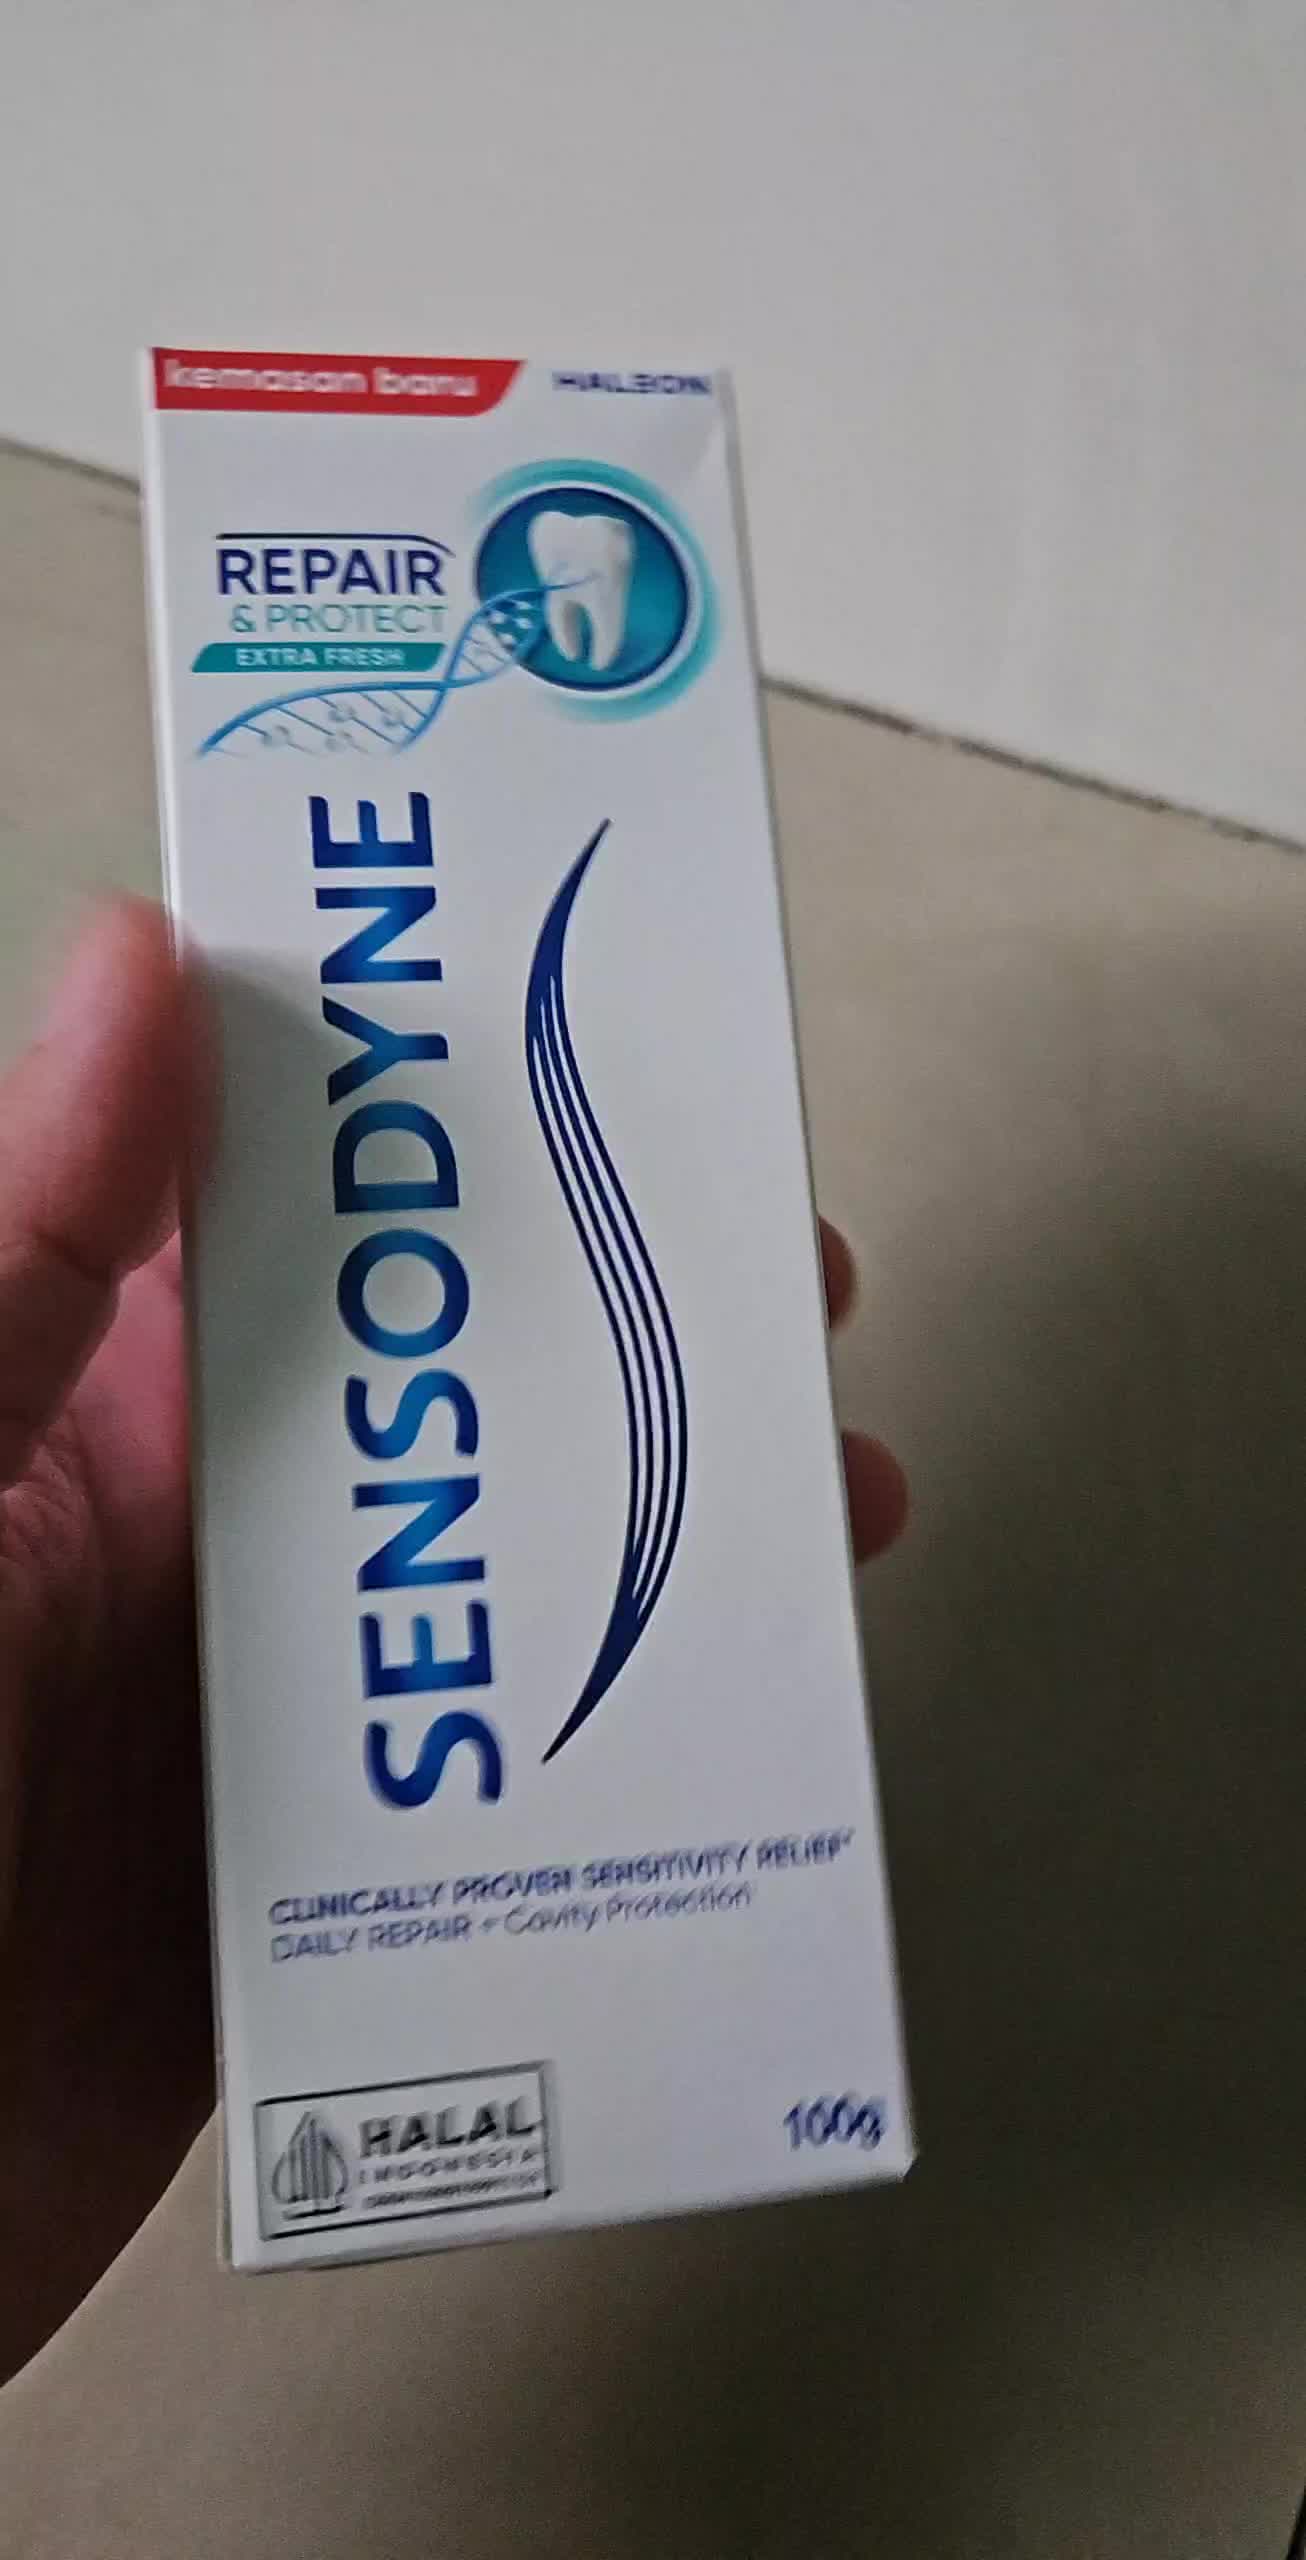 kemasan baru
HALEON
REPAIR
& PROTECT
EXTRA FRESH
SENSODYNE
CLINICALLY PROVEN SENSITIVITY RELIEF*
DAILY REPAIR + Cavity Protection
HALAL
INDONESIA
100g